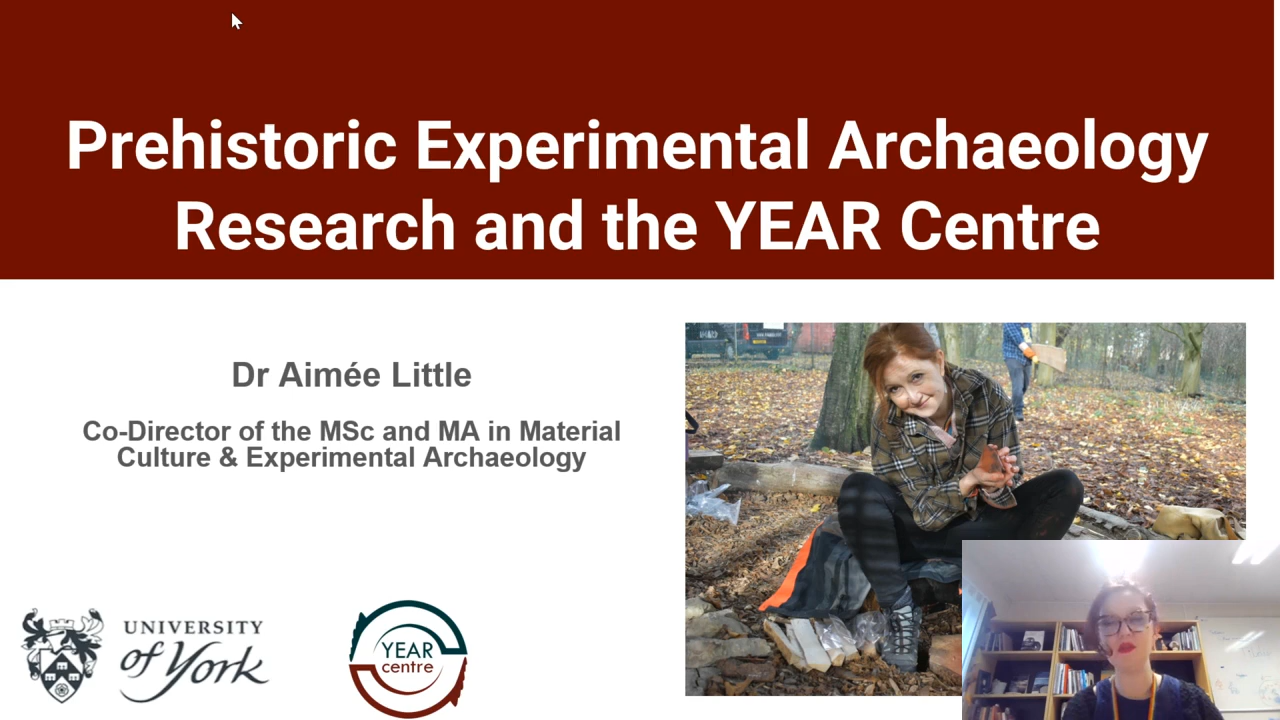 Prehistoric Experimental Archaeology
Research and the YEAR Centre
Dr Aimée Little
Co-Director of the MSc and MA in Material
Culture & Experimental Archaeology
UNIVERSITY
of York
YEAR
centre